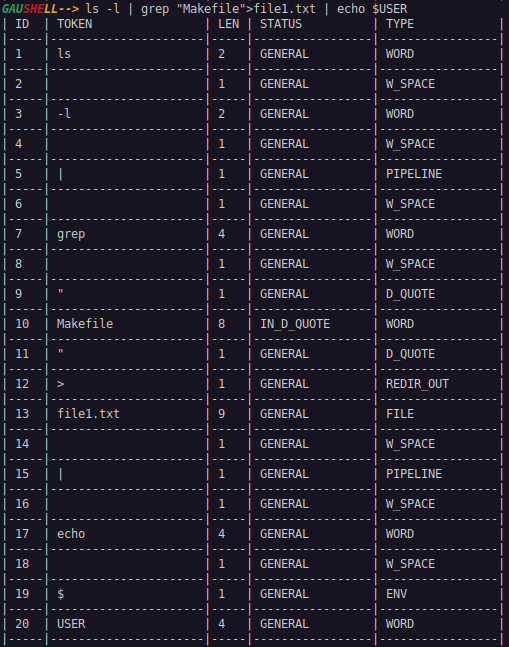 GAUSHELL--> ls -l | grep "Makefile">file1.txt | echo $USER
| ID | TOKEN | LEN | STATUS | TYPE |
|-----|----------------------|-----|-----------------|-----------------|
| 1 | ls | 2 | GENERAL | WORD |
|-----|----------------------|-----|-----------------|-----------------|
| 2 | | 1 | GENERAL | W_SPACE |
|-----|----------------------|-----|-----------------|-----------------|
| 3 | -l | 2 | GENERAL | WORD |
|-----|----------------------|-----|-----------------|-----------------|
| 4 | | 1 | GENERAL | W_SPACE |
|-----|----------------------|-----|-----------------|-----------------|
| 5 | | | 1 | GENERAL | PIPELINE |
|-----|----------------------|-----|-----------------|-----------------|
| 6 | | 1 | GENERAL | W_SPACE |
|-----|----------------------|-----|-----------------|-----------------|
| 7 | grep | 4 | GENERAL | WORD |
|-----|----------------------|-----|-----------------|-----------------|
| 8 | | 1 | GENERAL | W_SPACE |
|-----|----------------------|-----|-----------------|-----------------|
| 9 | " | 1 | GENERAL | D_QUOTE |
|-----|----------------------|-----|-----------------|-----------------|
| 10 | Makefile | 8 | IN_D_QUOTE | WORD |
|-----|----------------------|-----|-----------------|-----------------|
| 11 | " | 1 | GENERAL | D_QUOTE |
|-----|----------------------|-----|-----------------|-----------------|
| 12 | > | 1 | GENERAL | REDIR_OUT |
|-----|----------------------|-----|-----------------|-----------------|
| 13 | file1.txt | 9 | GENERAL | FILE |
|-----|----------------------|-----|-----------------|-----------------|
| 14 | | 1 | GENERAL | W_SPACE |
|-----|----------------------|-----|-----------------|-----------------|
| 15 | | | 1 | GENERAL | PIPELINE |
|-----|----------------------|-----|-----------------|-----------------|
| 16 | | 1 | GENERAL | W_SPACE |
|-----|----------------------|-----|-----------------|-----------------|
| 17 | echo | 4 | GENERAL | WORD |
|-----|----------------------|-----|-----------------|-----------------|
| 18 | | 1 | GENERAL | W_SPACE |
|-----|----------------------|-----|-----------------|-----------------|
| 19 | $ | 1 | GENERAL | ENV |
|-----|----------------------|-----|-----------------|-----------------|
| 20 | USER | 4 | GENERAL | WORD |
|-----|----------------------|-----|-----------------|-----------------|